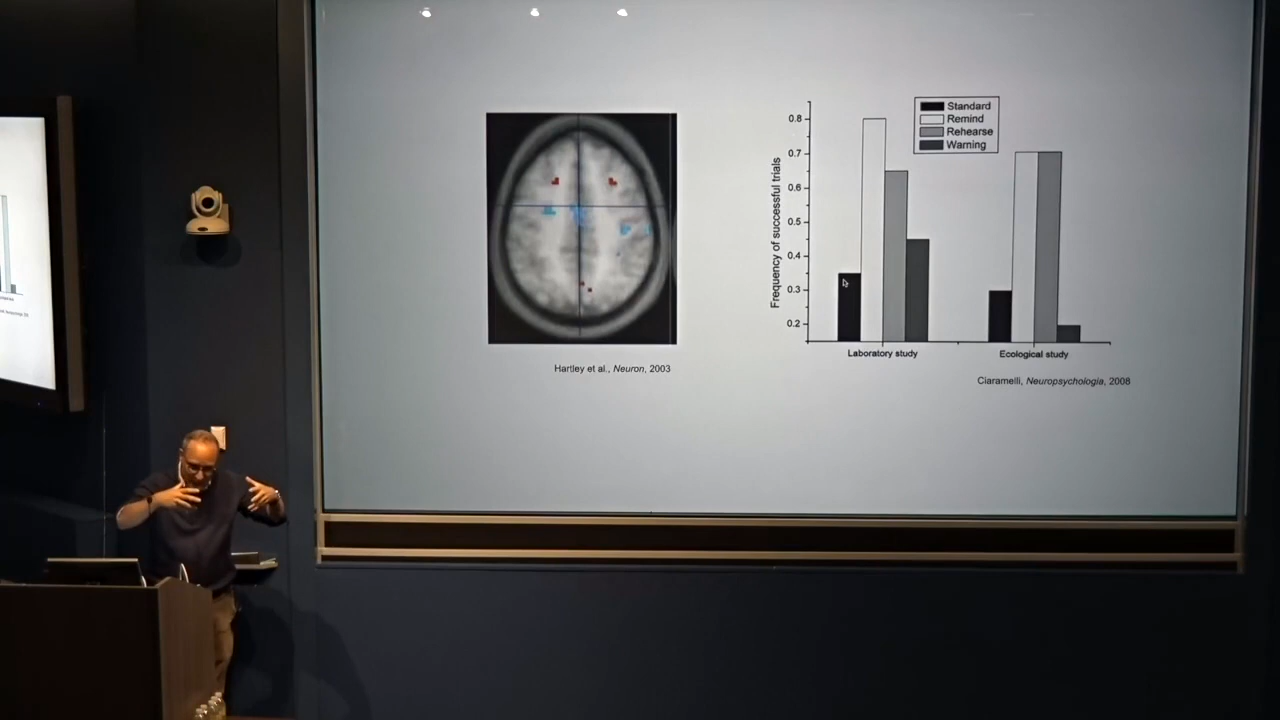 Hartley et al., Neuron, 2003
Standard
Remind
Rehearse
Warning
Frequency of successful trials
0.8
0.7
0.6
0.5
0.4
0.3
0.2
Laboratory study
Ecological study
Ciaramelli, Neuropsychologia, 2008